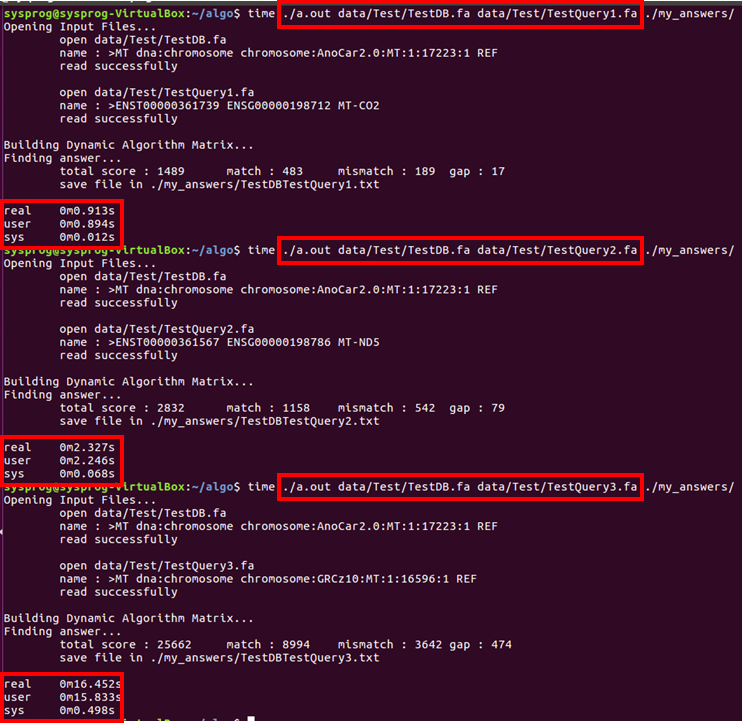 sysprog@sysprog-VirtualBox:~/algo$ time ./a.out data/Test/TestDB.fa data/Test/TestQuery1.fa ./my_answers/
Opening Input Files...
open data/Test/TestDB.fa
name : >MT dna:chromosome chromosome:AnoCar2.0:MT:1:17223:1 REF
read successfully
open data/Test/TestQuery1.fa
name : >ENST00000361739 ENSG00000198712 MT-CO2
read successfully
Building Dynamic Algorithm Matrix...
Finding answer...
total score : 1489 match : 483 mismatch : 189 gap : 17
save file in ./my_answers/TestDBTestQuery1.txt
real 0m0.913s
user 0m0.894s
sys 0m0.012s
sysprog@sysprog-VirtualBox:~/algo$ time ./a.out data/Test/TestDB.fa data/Test/TestQuery2.fa ./my_answers/
Opening Input Files...
open data/Test/TestDB.fa
name : >MT dna:chromosome chromosome:AnoCar2.0:MT:1:17223:1 REF
read successfully
open data/Test/TestQuery2.fa
name : >ENST00000361567 ENSG00000198786 MT-ND5
read successfully
Building Dynamic Algorithm Matrix...
Finding answer...
total score : 2832 match : 1158 mismatch : 542 gap : 79
save file in ./my_answers/TestDBTestQuery2.txt
real 0m2.327s
user 0m2.246s
sys 0m0.068s
sysprog@sysprog-VirtualBox:~/algo$ time ./a.out data/Test/TestDB.fa data/Test/TestQuery3.fa ./my_answers/
Opening Input Files...
open data/Test/TestDB.fa
name : >MT dna:chromosome chromosome:AnoCar2.0:MT:1:17223:1 REF
read successfully
open data/Test/TestQuery3.fa
name : >MT dna:chromosome chromosome:GRCz10:MT:1:16596:1 REF
read successfully
Building Dynamic Algorithm Matrix...
Finding answer...
total score : 25662 match : 8994 mismatch : 3642 gap : 474
save file in ./my_answers/TestDBTestQuery3.txt
real 0m16.452s
user 0m15.833s
sys 0m0.498s